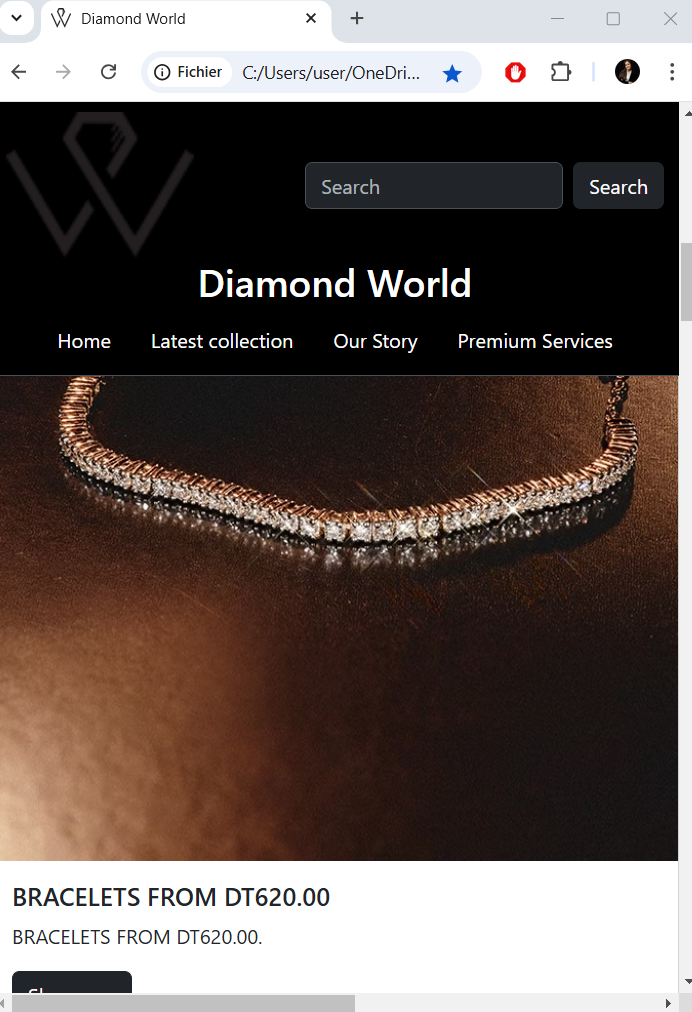 Diamond World
Fichier C:/Users/user/OneDri...
Search Search
Diamond World
Home Latest collection Our Story Premium Services
BRACELETS FROM DT620.00
BRACELETS FROM DT620.00.